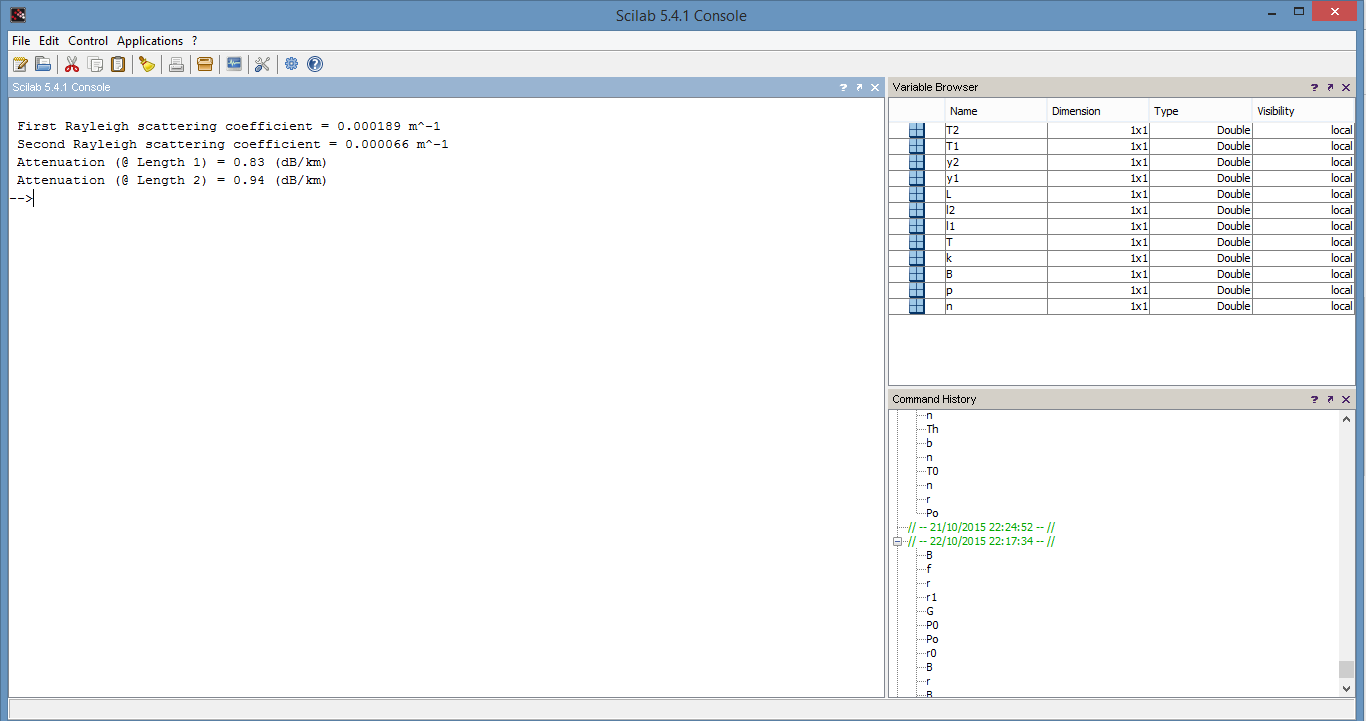 Scilab 5.4.1 Console
File Edit Control Applications ?
Scilab 5.4.1 Console
First Rayleigh scattering coefficient = 0.000189 m^-1
Second Rayleigh scattering coefficient = 0.000066 m^-1
Attenuation (@ Length 1) = 0.83 (dB/km)
Attenuation (@ Length 2) = 0.94 (dB/km)
-->
Variable Browser
Name Dimension Type Visibility
T2 1x1 Double local
T1 1x1 Double local
y2 1x1 Double local
y1 1x1 Double local
L 1x1 Double local
l2 1x1 Double local
l1 1x1 Double local
T 1x1 Double local
k 1x1 Double local
B 1x1 Double local
p 1x1 Double local
n 1x1 Double local
Command History
n
Th
b
n
T0
n
r
Po
// -- 21/10/2015 22:24:52 -- //
// -- 22/10/2015 22:17:34 -- //
B
f
r
r1
G
P0
Po
r0
B
r
B